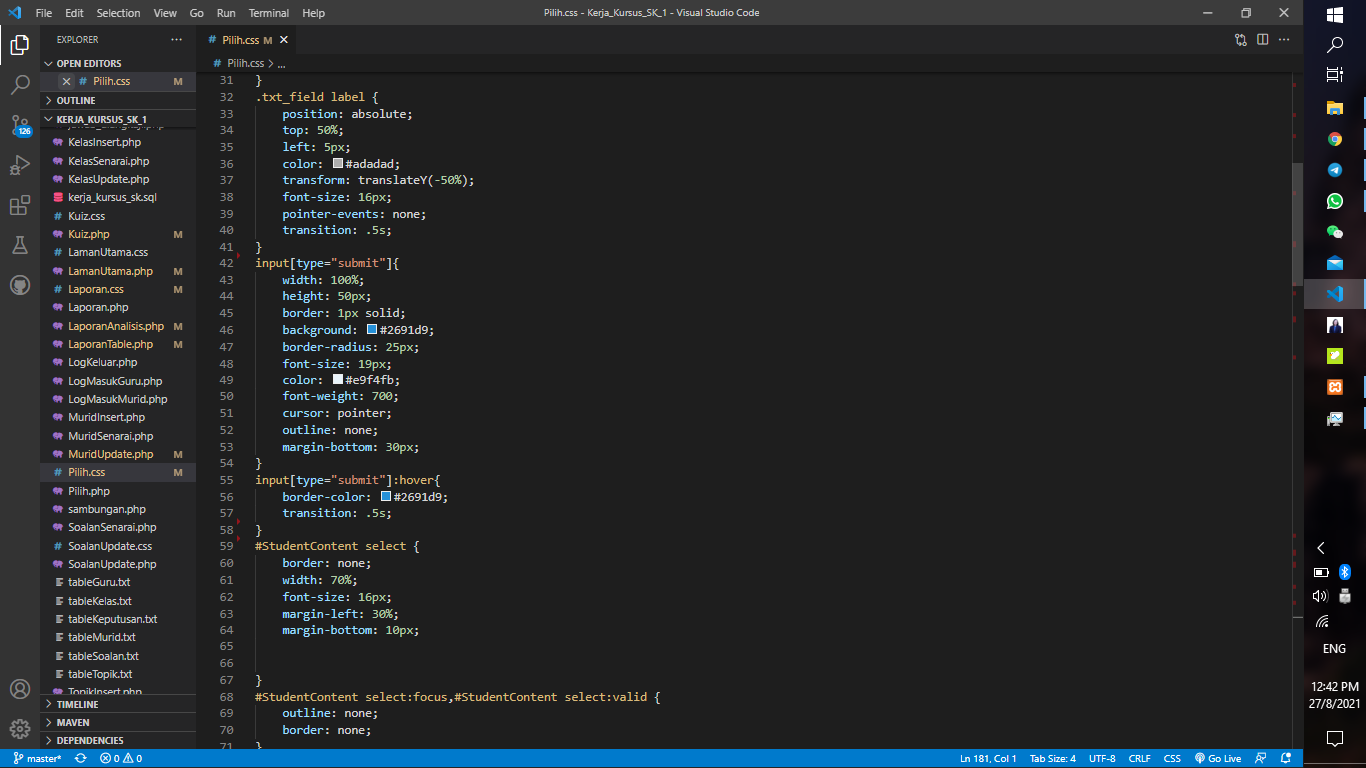 File Edit Selection View Go Run Terminal Help
Pilih.css - Kerja_Kursus_SK_1 - Visual Studio Code
EXPLORER
OPEN EDITORS
Pilih.css M
OUTLINE
KERJA_KURSUS_SK_1
KelasInsert.php
KelasSenarai.php
KelasUpdate.php
kerja_kursus_sk.sql
Kuiz.css
Kuiz.php M
LamanUtama.css
LamanUtama.php M
Laporan.css M
Laporan.php
LaporanAnalisis.php M
LaporanTable.php M
LogKeluar.php
LogMasukGuru.php
LogMasukMurid.php
MuridInsert.php
MuridSenarai.php
MuridUpdate.php M
Pilih.css M
Pilih.php
sambungan.php
SoalanSenarai.php
SoalanUpdate.css
SoalanUpdate.php
tableGuru.txt
tableKelas.txt
tableKeputusan.txt
tableMurid.txt
tableSoalan.txt
tableTopik.txt
TopikInsert.php
TIMELINE
MAVEN
DEPENDENCIES
126
# Pilih.css M
# Pilih.css > ...
31 }
32 .txt_field label {
33 position: absolute;
34 top: 50%;
35 left: 5px;
36 color: #adadad;
37 transform: translateY(-50%);
38 font-size: 16px;
39 pointer-events: none;
40 transition: .5s;
41 }
42 input[type="submit"]{
43 width: 100%;
44 height: 50px;
45 border: 1px solid;
46 background: #2691d9;
47 border-radius: 25px;
48 font-size: 19px;
49 color: #e9f4fb;
50 font-weight: 700;
51 cursor: pointer;
52 outline: none;
53 margin-bottom: 30px;
54 }
55 input[type="submit"]:hover{
56 border-color: #2691d9;
57 transition: .5s;
58 }
59 #StudentContent select {
60 border: none;
61 width: 70%;
62 font-size: 16px;
63 margin-left: 30%;
64 margin-bottom: 10px;
65
66
67 }
68 #StudentContent select:focus,#StudentContent select:valid {
69 outline: none;
70 border: none;
71 }
master* 0 0
Ln 181, Col 1 Tab Size: 4 UTF-8 CRLF CSS Go Live
ENG
12:42 PM
27/8/2021